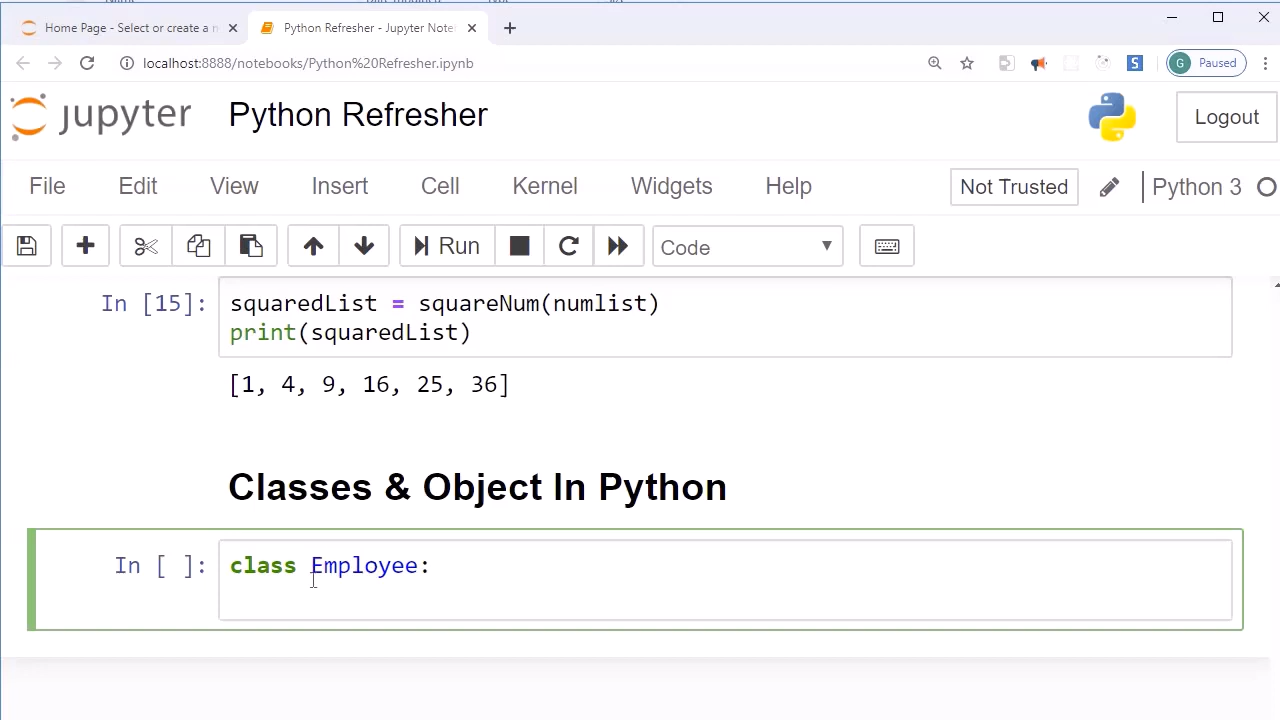 Home Page - Select or create a n
Python Refresher - Jupyter Note
localhost:8888/notebooks/Python%20Refresher.ipynb
S
G Paused
jupyter Python Refresher
Logout
File Edit View Insert Cell Kernel Widgets Help
Not Trusted
Python 3
Run
Code
In [15]: squaredList = squareNum(numlist)
print(squaredList)
[1, 4, 9, 16, 25, 36]
Classes & Object In Python
In [ ]: class Employee: